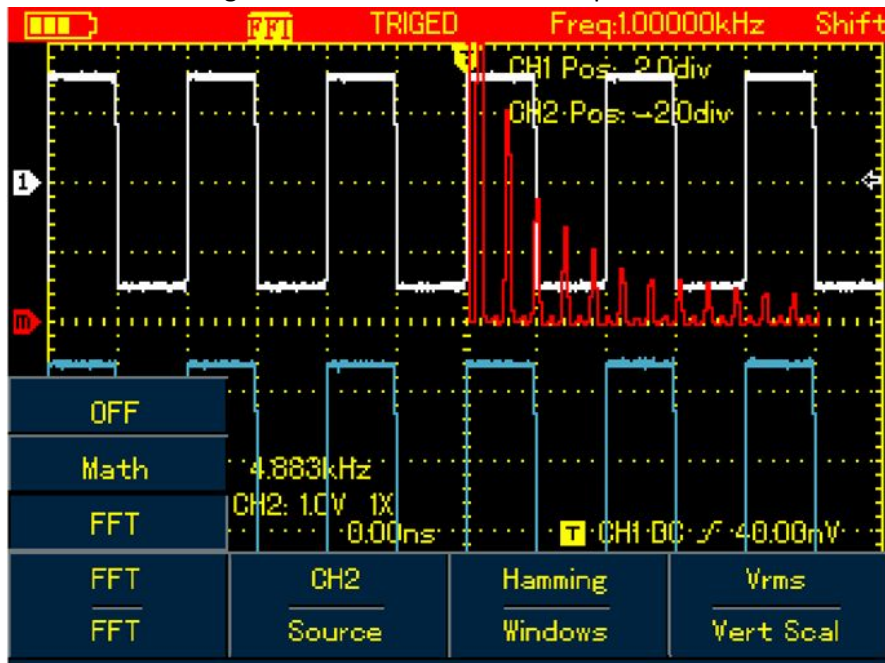 FFT TRIGED Freq:1.00000kHz Shift
T
CH1 Pos: 2.0div
CH2 Pos: -2.0div
1
m
OFF
Math
4.883kHz
FFT
CH2: 1.0V 1X
0.00ns T CH1 DC 40.00mV
FFT CH2 Hamming Vrms
FFT Source Windows Vert Scal